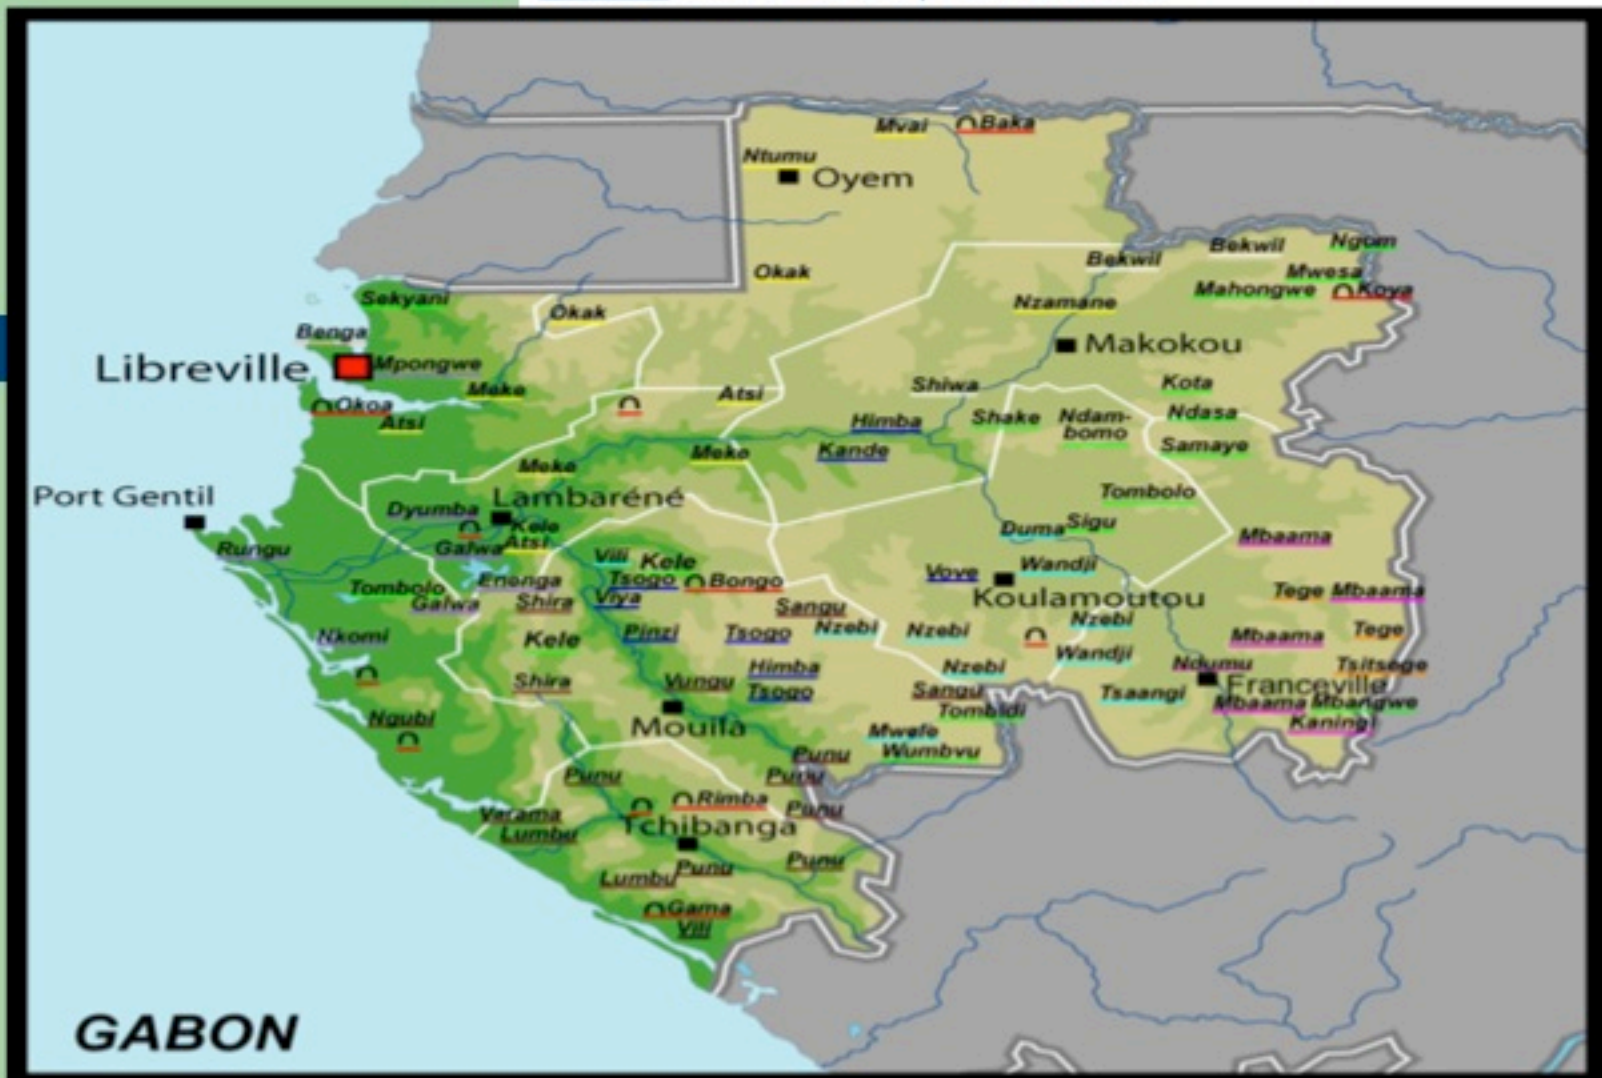 Mvai Baka
Ntumu
Oyem
Okak
Bekwil
Bekwil
Ngom
Mwesa
Mahongwe
Koya
Nzamane
Makokou
Sekyani
Okak
Benga
Libreville
Mpongwe
Meke
Okoa
Atsi
Atsi
Shiwa
Kota
Himba
Shake
Ndam-
bomo
Ndasa
Samaye
Meke
Meke
Kande
Port Gentil
Lambaréné
Dyumba
Kele
Galwa
Atsi
Rungu
Tombolo
Duma
Sigu
Mbaama
Vili
Kele
Tsogo
Bongo
Viya
Vove
Wandji
Koulamoutou
Tombolo
Enenga
Galwa
Shira
Sangu
Tege
Mbaama
Nkomi
Kele
Pinzi
Tsogo
Nzebi
Nzebi
Nzebi
Mbaama
Tege
Himba
Nzebi
Wandji
Ndumu
Tsitsege
Shira
Vungu
Tsogo
Sangu
Tsaangi
Franceville
Tombidi
Mbaama
Mbangwe
Kaningi
Ngubi
Mouila
Mwele
Wumbvu
Punu
Punu
Punu
Rimba
Punu
Varama
Lumbu
Tchibanga
Punu
Punu
Lumbu
Gama
Vili
GABON